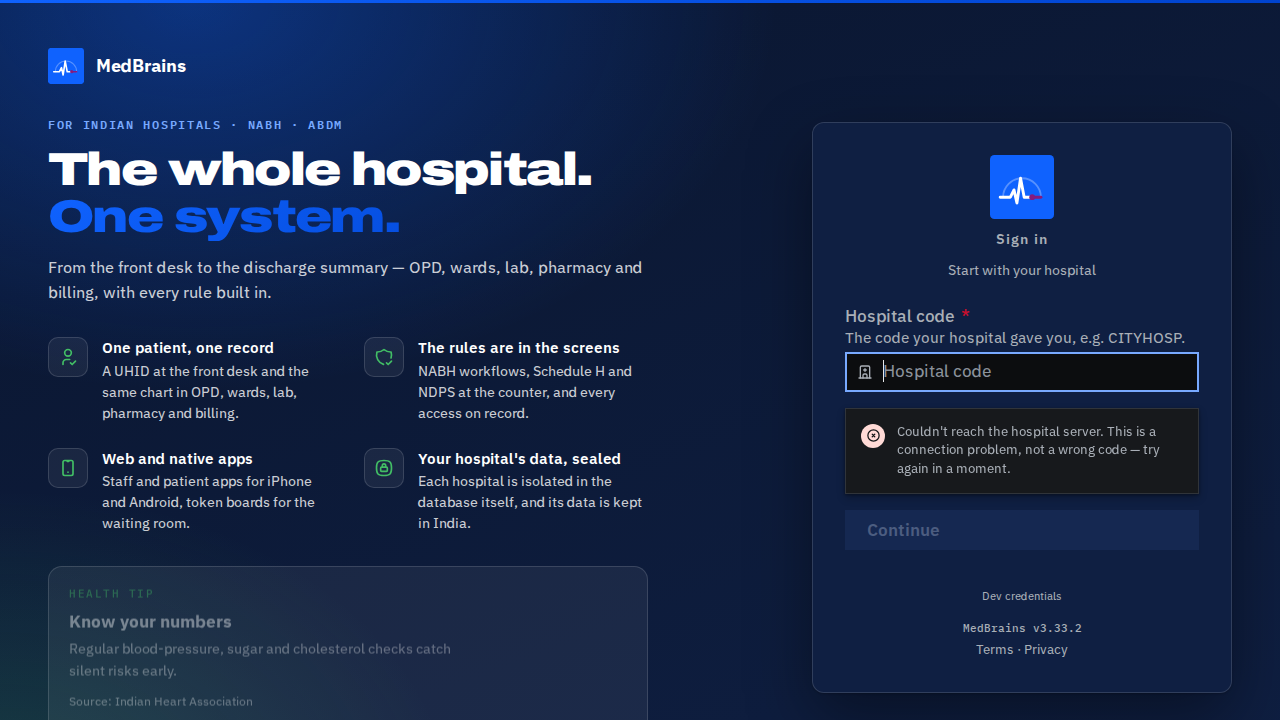 MedBrains
FOR INDIAN HOSPITALS · NABH · ABDM
The whole hospital.
One system.
From the front desk to the discharge summary — OPD, wards, lab, pharmacy and
billing, with every rule built in.
One patient, one record
A UHID at the front desk and the
same chart in OPD, wards, lab,
pharmacy and billing.
The rules are in the screens
NABH workflows, Schedule H and
NDPS at the counter, and every
access on record.
Web and native apps
Staff and patient apps for iPhone
and Android, token boards for the
waiting room.
Your hospital's data, sealed
Each hospital is isolated in the
database itself, and its data is kept
in India.
HEALTH TIP
Know your numbers
Regular blood-pressure, sugar and cholesterol checks catch
silent risks early.
Source: Indian Heart Association
Sign in
Start with your hospital
Hospital code *
The code your hospital gave you, e.g. CITYHOSP.
Hospital code
Couldn't reach the hospital server. This is a
connection problem, not a wrong code — try
again in a moment.
Continue
Dev credentials
MedBrains v3.33.2
Terms · Privacy